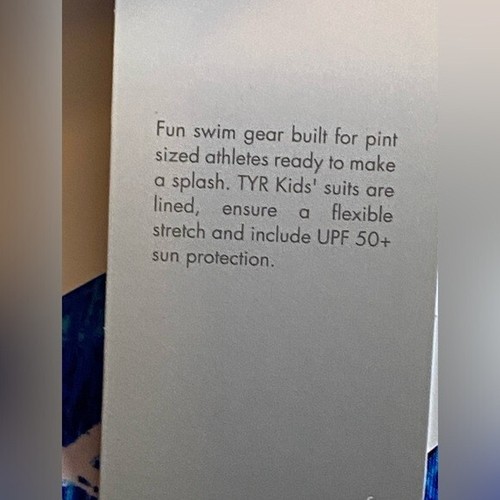 Fun swim gear built for pint
sized athletes ready to make
a splash. TYR Kids' suits are
lined, ensure a flexible
stretch and include UPF 50+
sun protection.